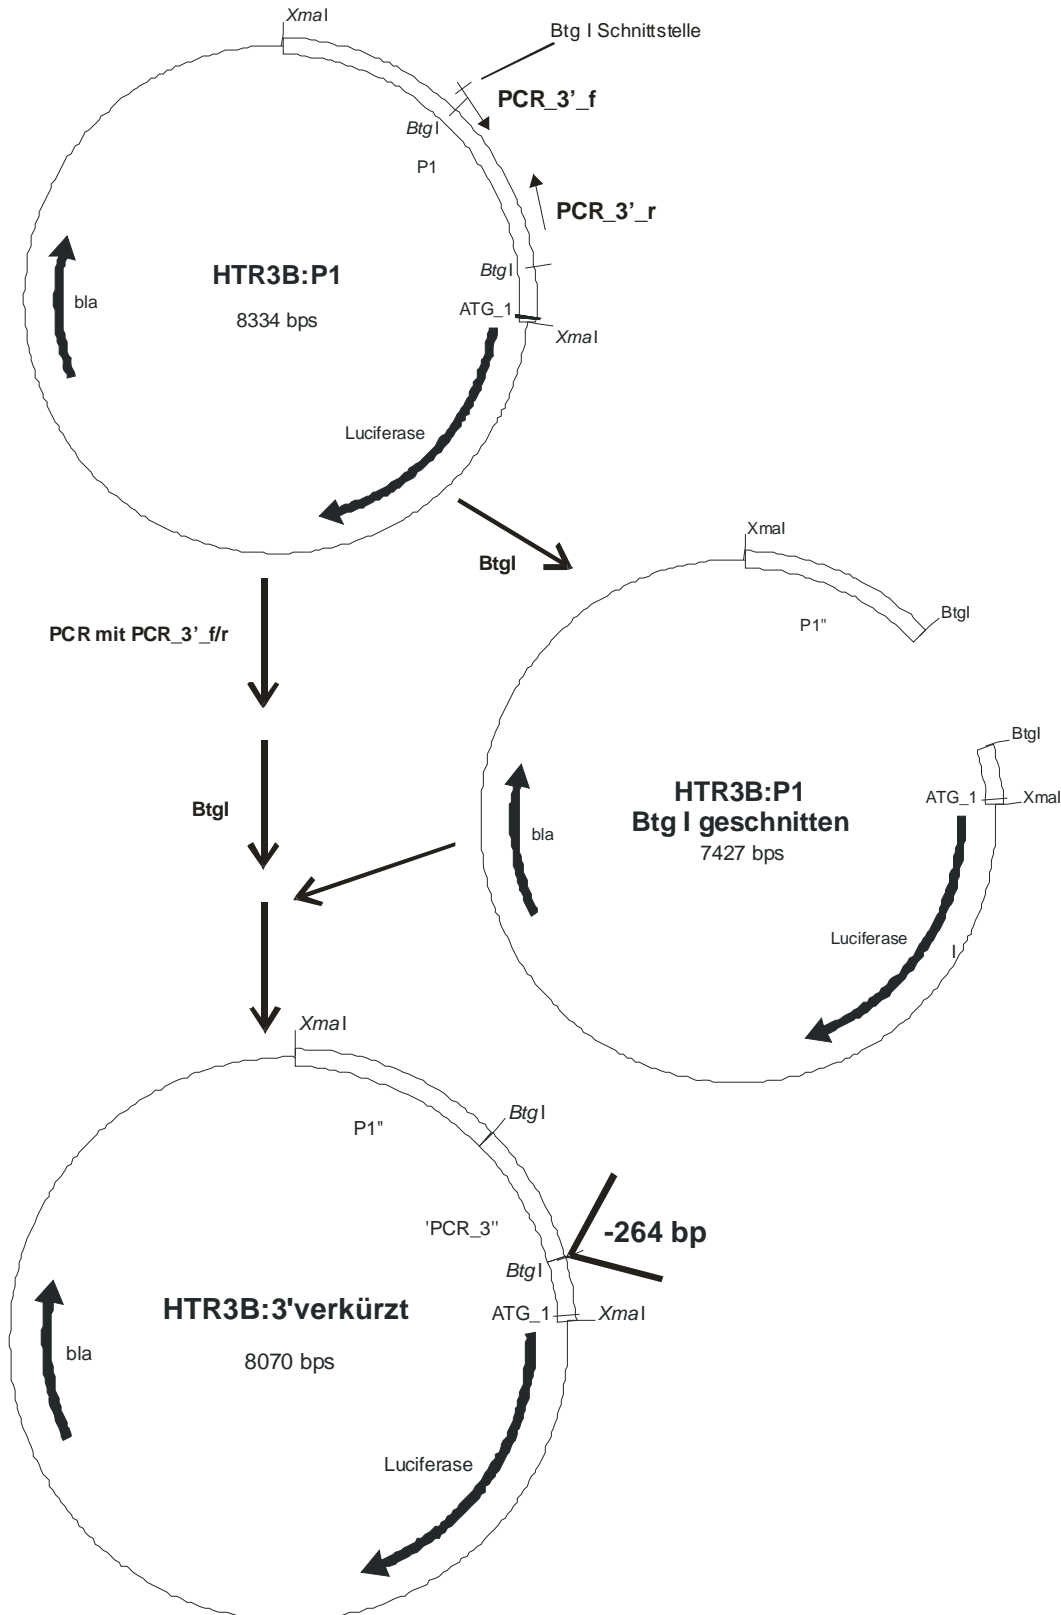 XmaI
Btg I Schnittstelle
PCR_3'_f
BtgI
P1
PCR_3'_r
HTR3B:P1
8334 bps
BtgI
bla
ATG_1
XmaI
Luciferase
BtgI
XmaI
PCR mit PCR_3'_f/r
BtgI
P1"
BtgI
BtgI
HTR3B:P1
Btg I geschnitten
7427 bps
ATG_1
XmaI
bla
Luciferase
I
XmaI
P1"
BtgI
'PCR_3"
-264 bp
BtgI
HTR3B:3'verkürzt
8070 bps
ATG_1
XmaI
bla
Luciferase